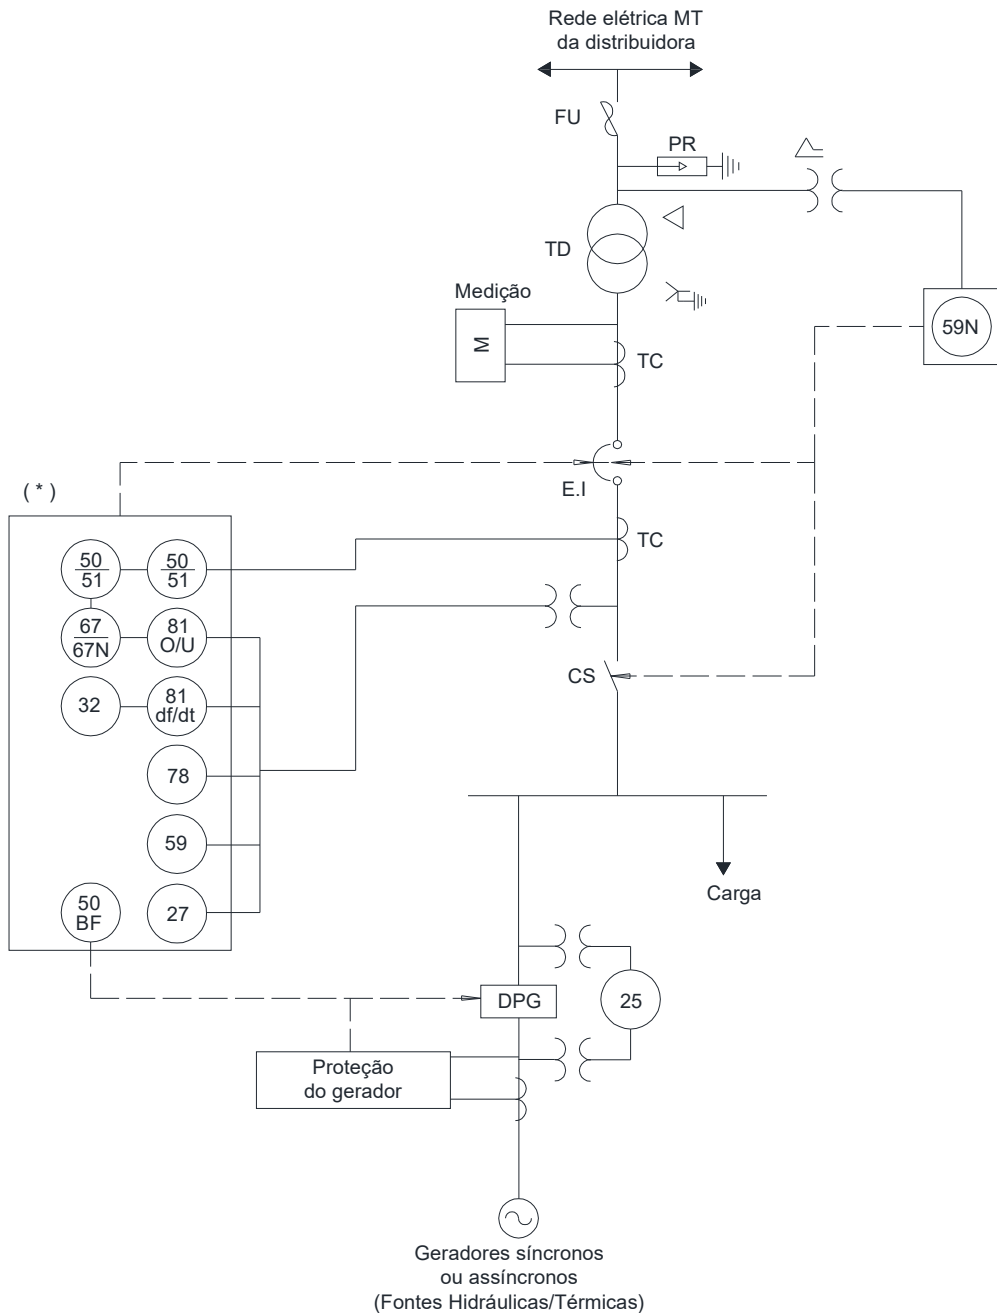 Rede elétrica MT
da distribuidora
FU
PR
TD
Medição
M
TC
59N
E.I
( * )
TC
50
51
50
51
67
67N
81
O/U
32
81
df/dt
CS
78
59
50
BF
27
Carga
DPG
25
Proteção
do gerador
Geradores síncronos
ou assíncronos
(Fontes Hidráulicas/Térmicas)